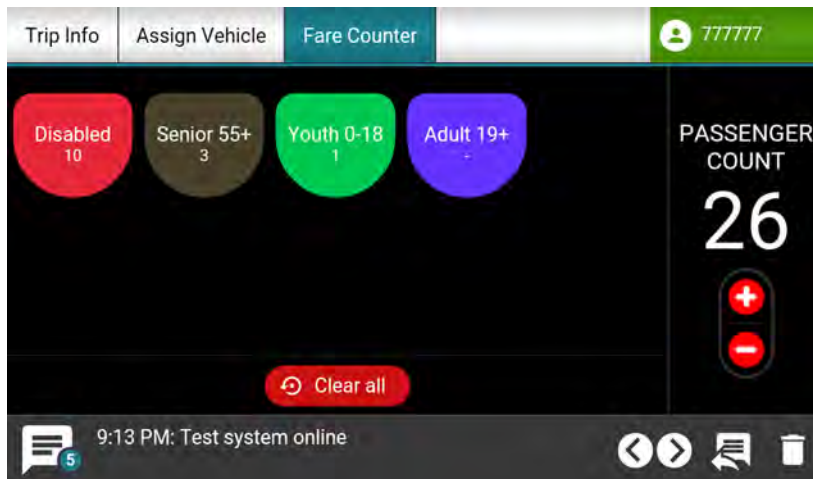 Trip Info
Assign Vehicle
Fare Counter
777777
Disabled
10
Senior 55+
3
Youth 0-18
1
Adult 19+
-
PASSENGER
COUNT
26
Clear all
9:13 PM: Test system online
5